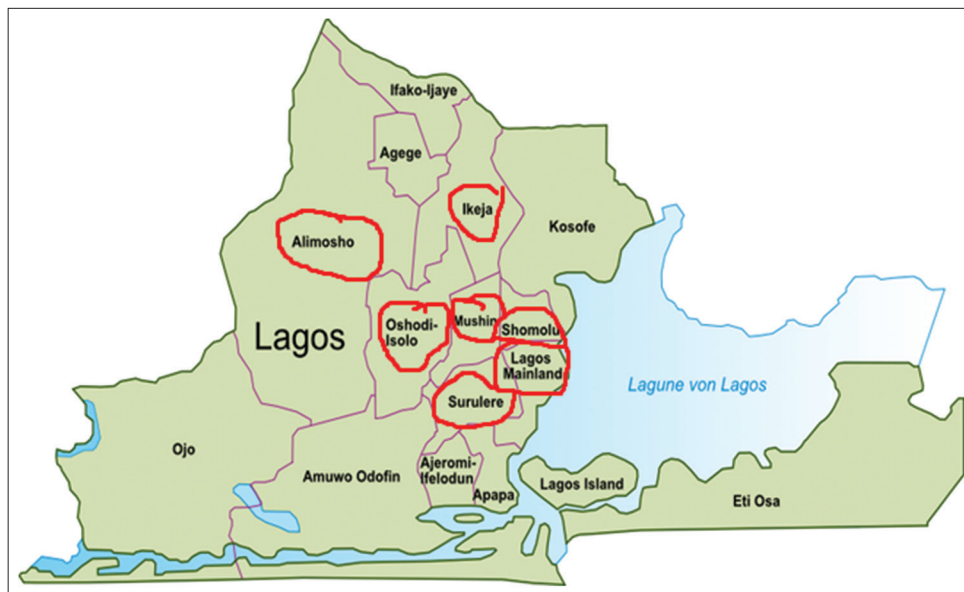 Ifako-Ijaye
Agege
Ikeja
Kosofe
Alimosho
Oshodi-
Isolo
Mushin
Shomolu
Lagos
Lagos
Mainland
Lagune von Lagos
Surulere
Ojo
Amuwo Odofin
Ajeromi-
Ifelodun
Apapa
Lagos Island
Eti Osa